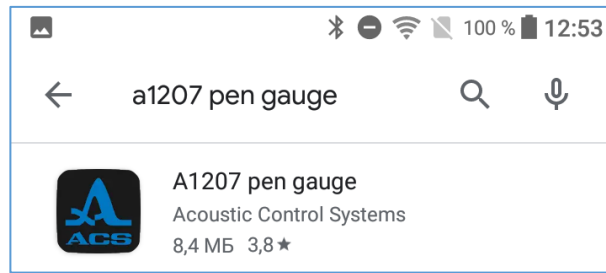 100 % 12:53
a1207 pen gauge
A1207 pen gauge
Acoustic Control Systems
ACS
8,4 МБ 3,8★